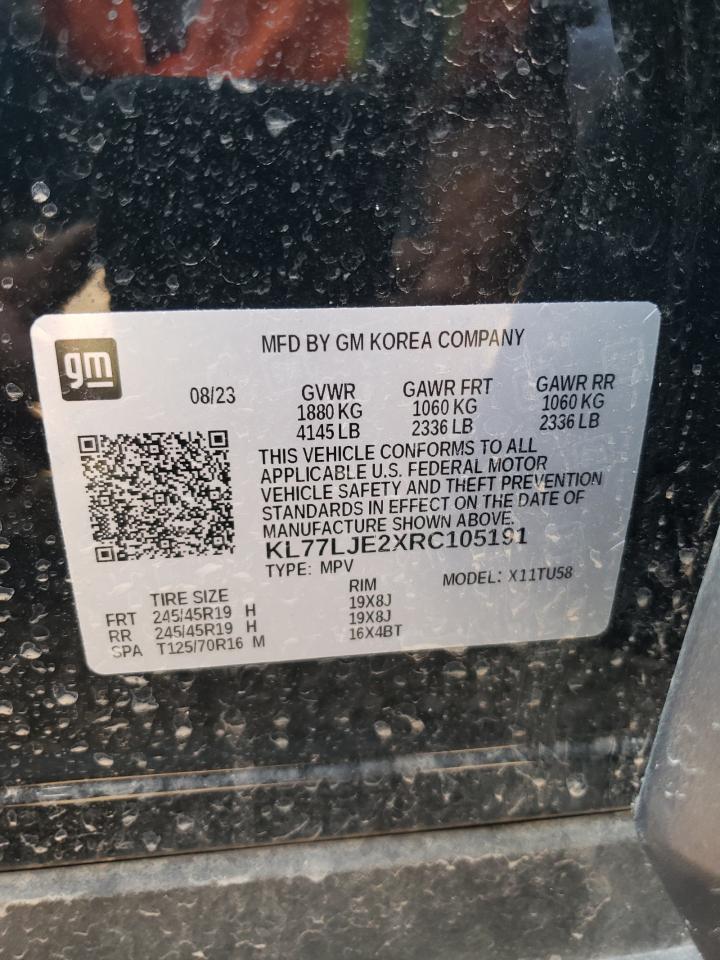 gm
MFD BY GM KOREA COMPANY
08/23
GVWR GAWR FRT GAWR RR
1880 KG 1060 KG 1060 KG
4145 LB 2336 LB 2336 LB
THIS VEHICLE CONFORMS TO ALL
APPLICABLE U.S. FEDERAL MOTOR
VEHICLE SAFETY AND THEFT PREVENTION
STANDARDS IN EFFECT ON THE DATE OF
MANUFACTURE SHOWN ABOVE.
KL77LJE2XRC105191
TYPE: MPV MODEL: X11TU58
TIRE SIZE RIM
FRT 245/45R19 H 19X8J
RR 245/45R19 H 19X8J
SPA T125/70R16 M 16X4BT